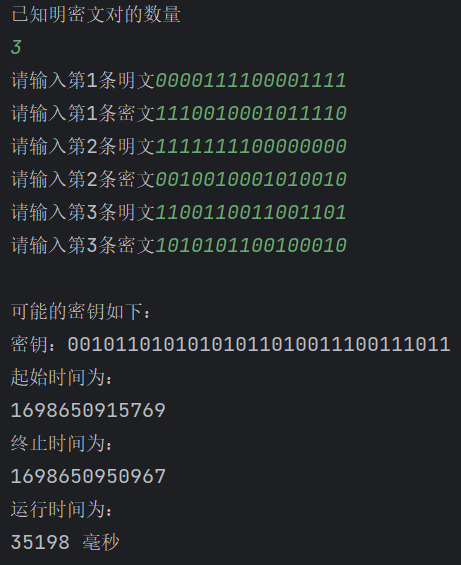 已知明密文对的数量
3
请输入第1条明文0000111100001111
请输入第1条密文1110010001011110
请输入第2条明文1111111100000000
请输入第2条密文0010010001010010
请输入第3条明文1100110011001101
请输入第3条密文1010101100100010
可能的密钥如下：
密钥：00101101010101011010011100111011
起始时间为：
1698650915769
终止时间为：
1698650950967
运行时间为：
35198 毫秒